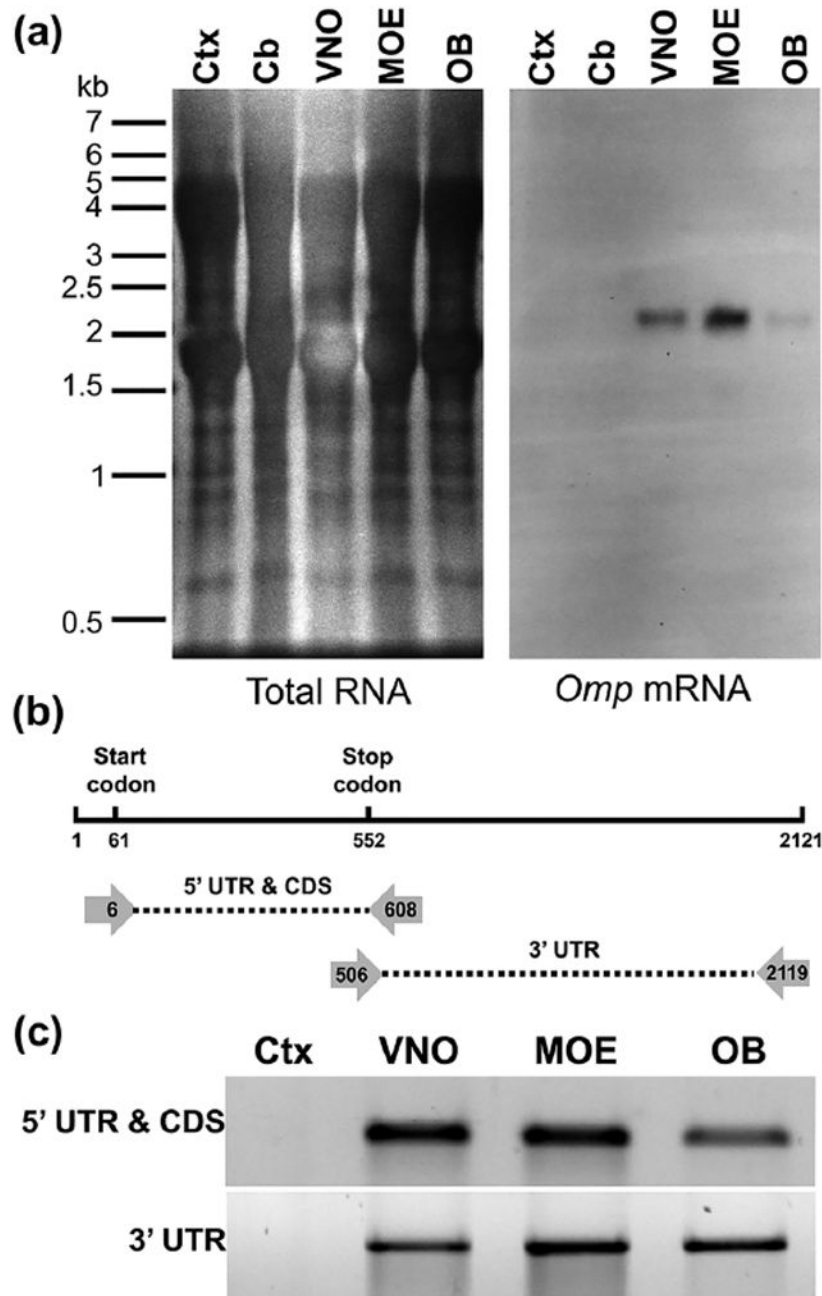 (a)
Ctx Cb VNO MOE OB
Ctx Cb VNO MOE OB
kb
7
6
5
4
3
2.5
2
1.5
1
0.5
Total RNA
Omp mRNA
(b)
Start codon
Stop codon
1 61 552 2121
5' UTR & CDS
6 608
3' UTR
506 2119
(c)
Ctx VNO MOE OB
5' UTR & CDS
3' UTR